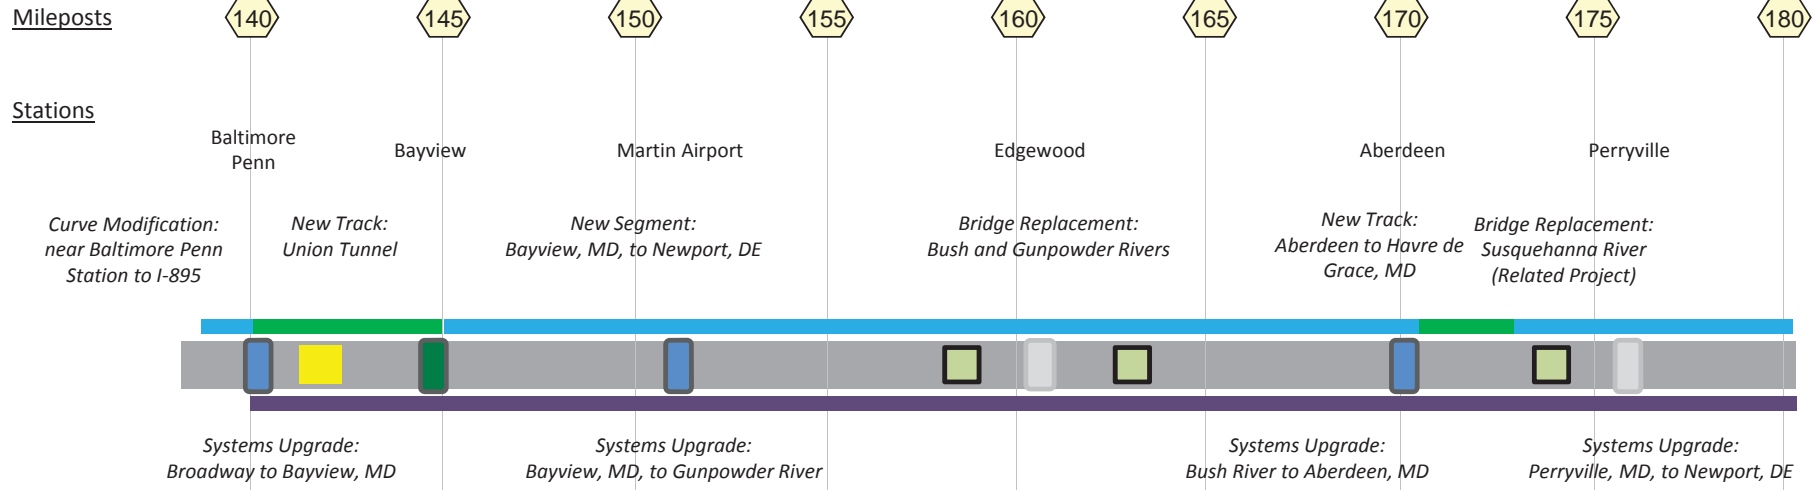 Mileposts
140 145 150 155 160 165 170 175 180
Stations
Baltimore
Penn
Bayview
Martin Airport
Edgewood
Aberdeen
Perryville
Curve Modification:
near Baltimore Penn
Station to I-895
New Track:
Union Tunnel
New Segment:
Bayview, MD, to Newport, DE
Bridge Replacement:
Bush and Gunpowder Rivers
New Track:
Aberdeen to Havre de
Grace, MD
Bridge Replacement:
Susquehanna River
(Related Project)
Systems Upgrade:
Broadway to Bayview, MD
Systems Upgrade:
Bayview, MD, to Gunpowder River
Systems Upgrade:
Bush River to Aberdeen, MD
Systems Upgrade:
Perryville, MD, to Newport, DE